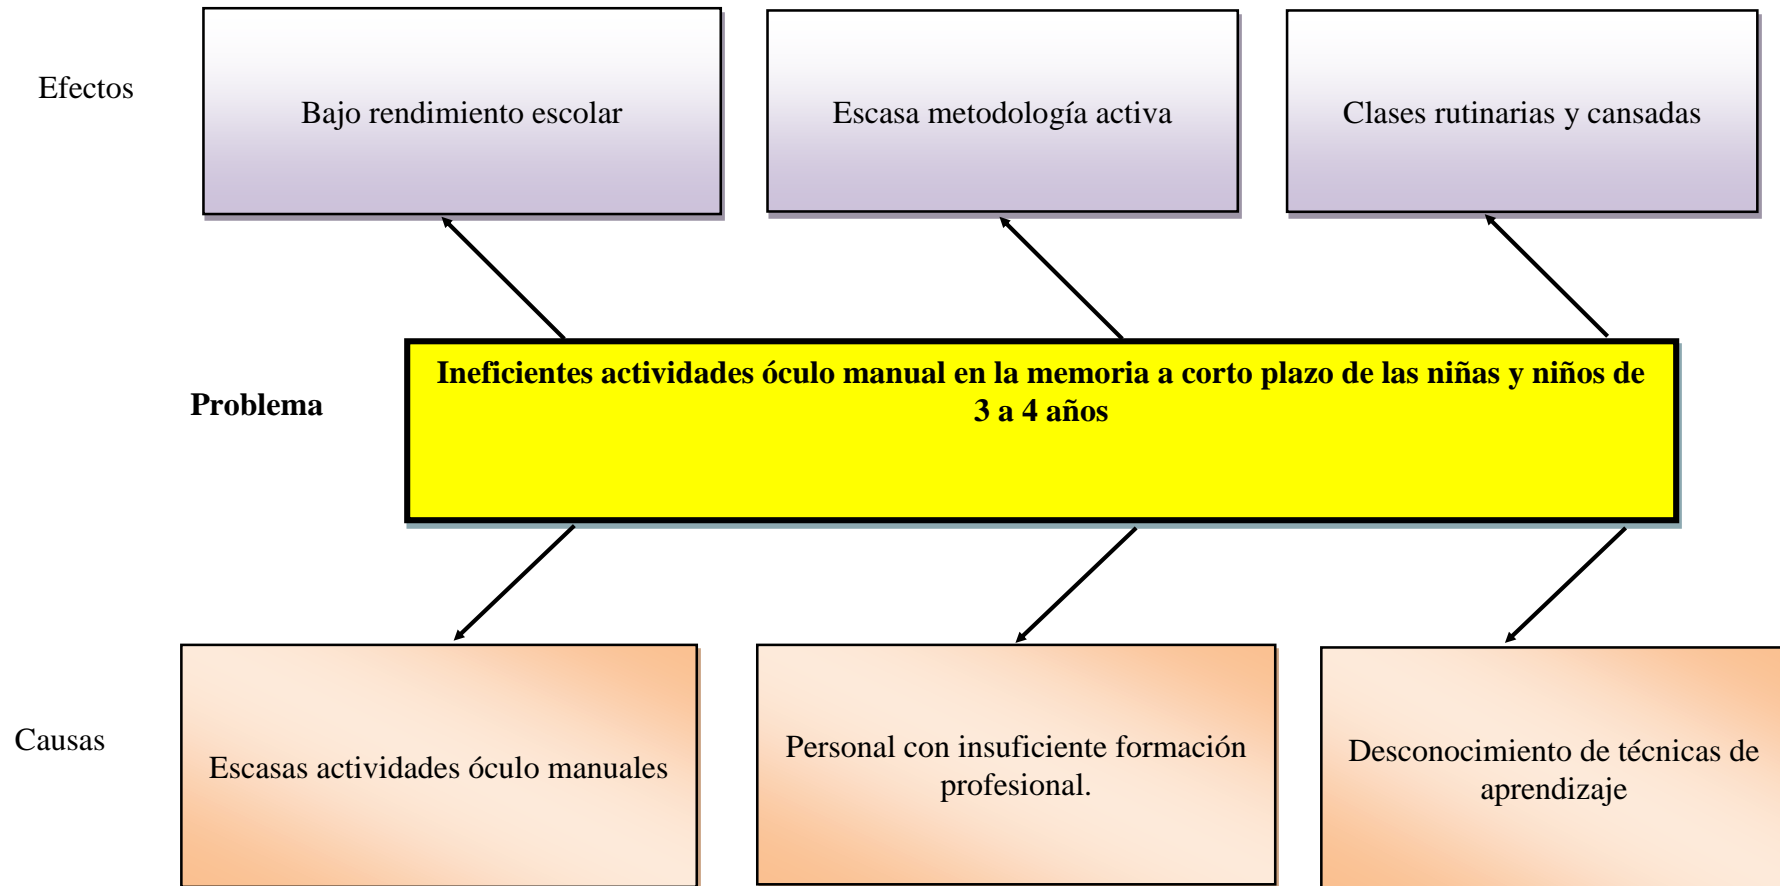 Efectos
Bajo rendimiento escolar
Escasa metodología activa
Clases rutinarias y cansadas
Problema
Ineficientes actividades óculo manual en la memoria a corto plazo de las niñas y niños de
3 a 4 años
Causas
Escasas actividades óculo manuales
Personal con insuficiente formación
profesional.
Desconocimiento de técnicas de
aprendizaje